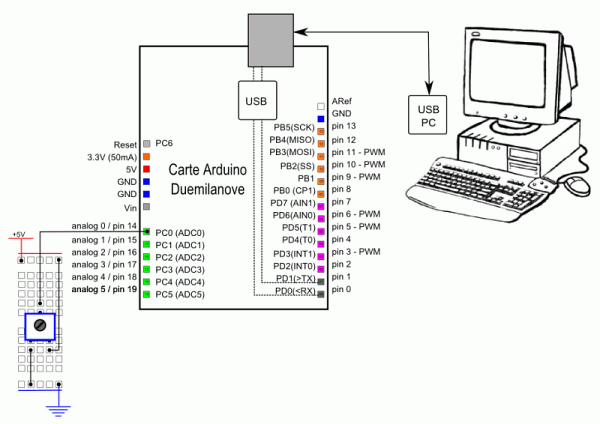 USB
USB
PC
Carte Arduino
Duemilanove
Reset
PC6
3.3V (50mA)
5V
GND
GND
Vin
analog 0 / pin 14
PC0 (ADC0)
analog 1 / pin 15
PC1 (ADC1)
analog 2 / pin 16
PC2 (ADC2)
analog 3 / pin 17
PC3 (ADC3)
analog 4 / pin 18
PC4 (ADC4)
analog 5 / pin 19
PC5 (ADC5)
ARef
GND
PB5(SCK) pin 13
PB4(MISO) pin 12
PB3(MOSI) pin 11 - PWM
PB2(SS) pin 10 - PWM
PB1 pin 9 - PWM
PB0 (CP1) pin 8
PD7 (AIN1) pin 7
PD6(AIN0) pin 6 - PWM
PD5(T1) pin 5 - PWM
PD4(T0) pin 4
PD3(INT1) pin 3 - PWM
PD2(INT0) pin 2
PD1(>TX) pin 1
PD0(<RX) pin 0
+5V